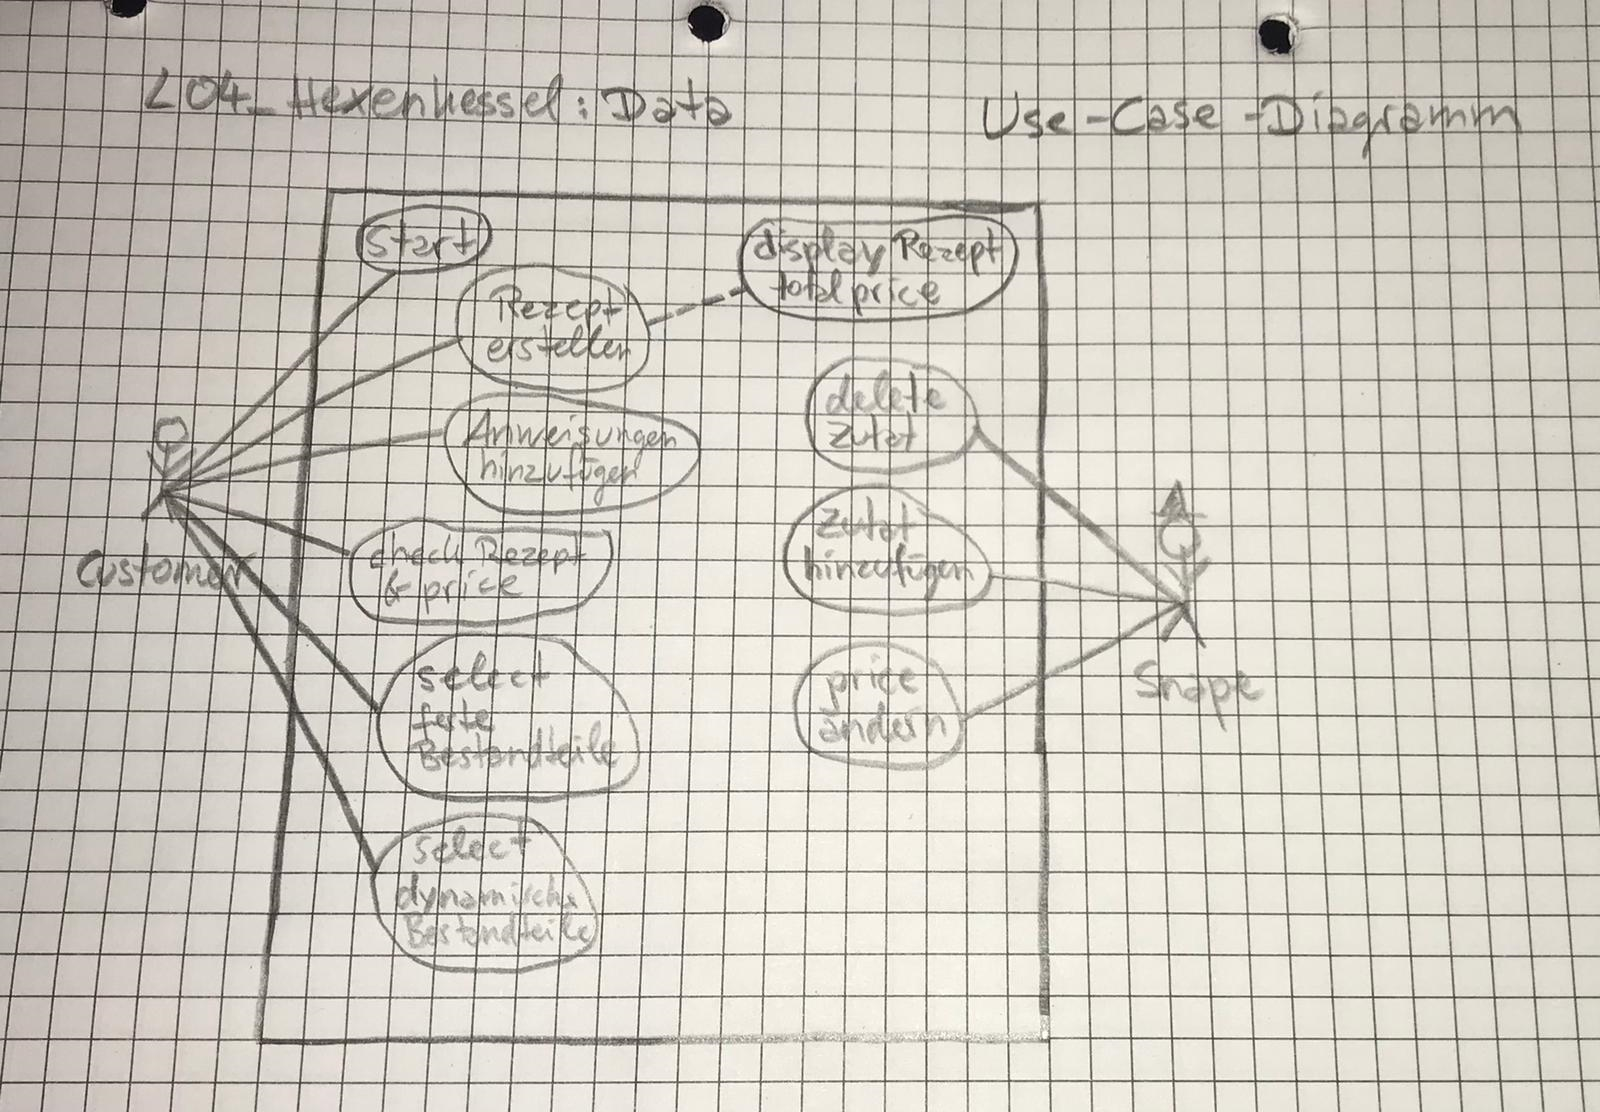 L04_Hexenkessel: Data
Use-Case-Diagramm
start
display Rezept
total price
Rezept
erstellen
delete
Zutat
Anweisungen
hinzufügen
Zutat
hinzufügen
check Rezept
& price
Customer
Snape
select
feste
Bestandteile
price
ändern
select
dynamische
Bestandteile